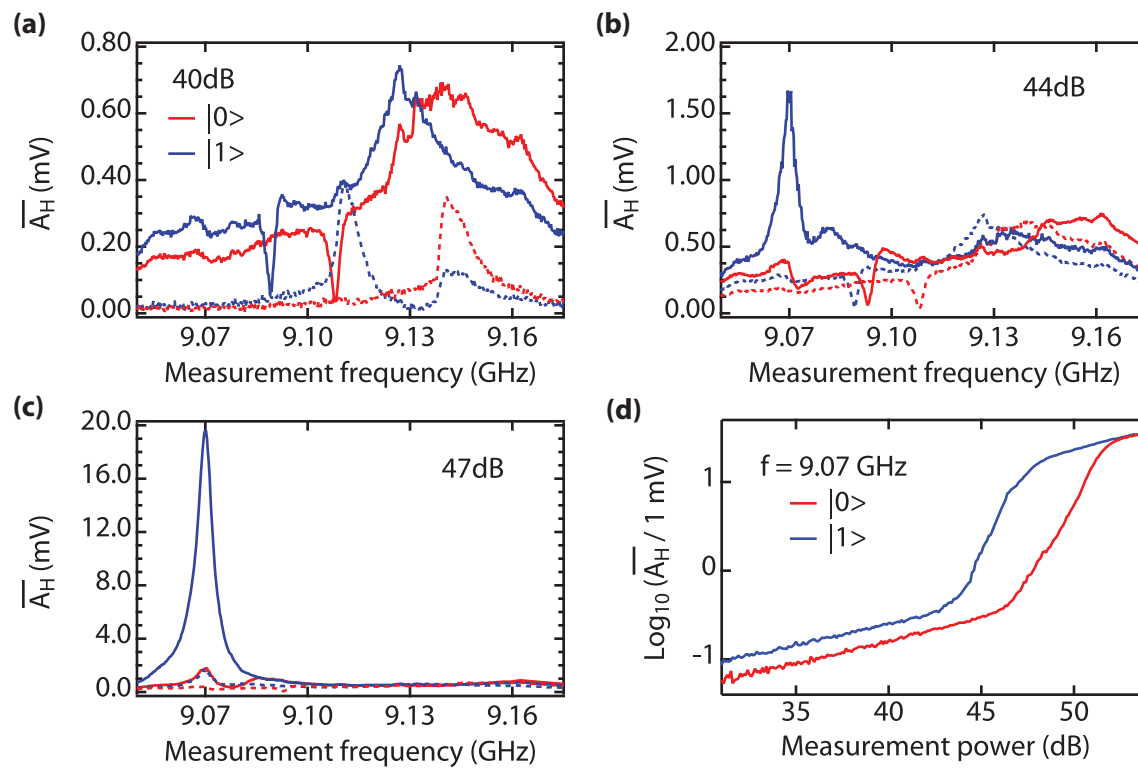 (a)
0.80
0.60
0.40
0.20
0.00
A_H (mV)
40dB
|0>
|1>
9.07 9.10 9.13 9.16
Measurement frequency (GHz)
(b)
2.00
1.50
1.00
0.50
0.00
A_H (mV)
44dB
9.07 9.10 9.13 9.16
Measurement frequency (GHz)
(c)
20.0
16.0
12.0
8.0
4.0
0.0
A_H (mV)
47dB
9.07 9.10 9.13 9.16
Measurement frequency (GHz)
(d)
1
0
-1
Log₁₀ (A_H / 1 mV)
f = 9.07 GHz
|0>
|1>
35 40 45 50
Measurement power (dB)